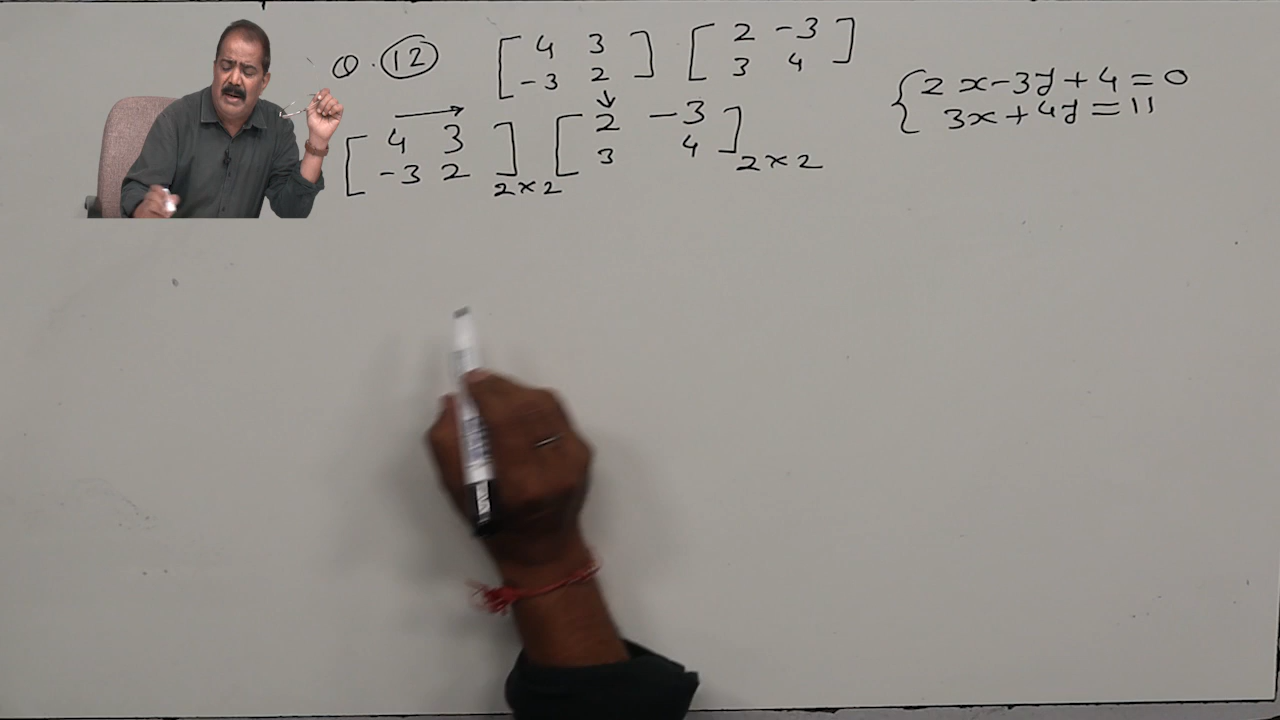 Q. 12 [ 4 3 ] [ 2 -3 ]
[ -3 2 ] [ 3 4 ]
{ 2x-3y+4=0
3x+4y=11
→ ↓
[ 4 3 ] [ 2 -3 ]
[ -3 2 ] 2×2 [ 3 4 ] 2×2